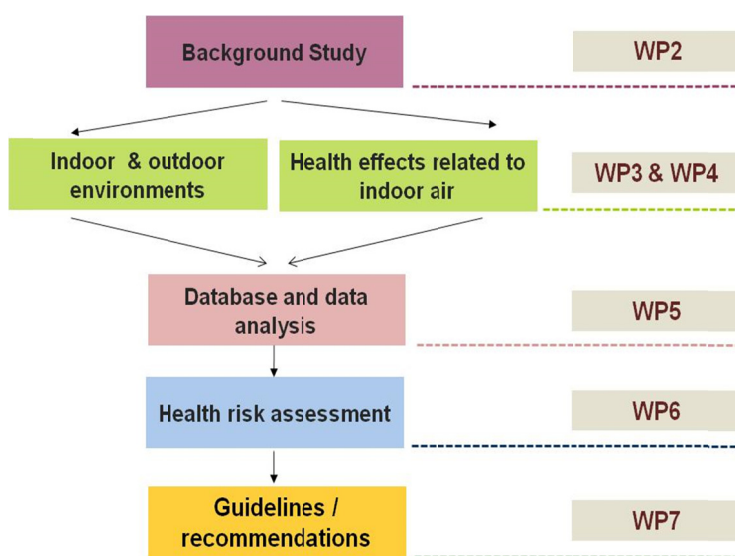 Background Study
WP2
Indoor & outdoor
environments
Health effects related to
indoor air
WP3 & WP4
Database and data
analysis
WP5
Health risk assessment
WP6
Guidelines /
recommendations
WP7